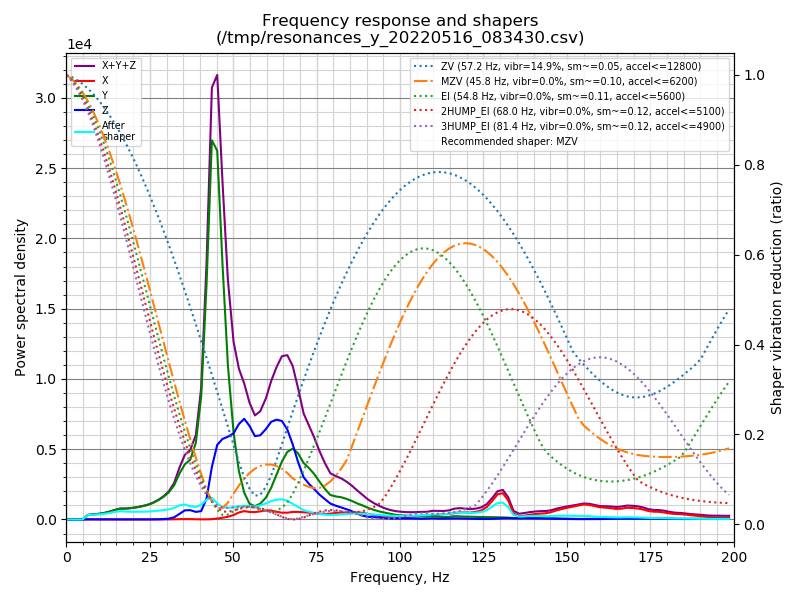 Frequency response and shapers
(/tmp/resonances_y_20220516_083430.csv)
1e4
X+Y+Z
X
Y
Z
After
shaper
ZV (57.2 Hz, vibr=14.9%, sm~=0.05, accel<=12800)
MZV (45.8 Hz, vibr=0.0%, sm~=0.10, accel<=6200)
EI (54.8 Hz, vibr=0.0%, sm~=0.11, accel<=5600)
2HUMP_EI (68.0 Hz, vibr=0.0%, sm~=0.12, accel<=5100)
3HUMP_EI (81.4 Hz, vibr=0.0%, sm~=0.12, accel<=4900)
Recommended shaper: MZV
Power spectral density
3.0
2.5
2.0
1.5
1.0
0.5
0.0
1.0
0.8
0.6
0.4
0.2
0.0
Shaper vibration reduction (ratio)
0 25 50 75 100 125 150 175 200
Frequency, Hz